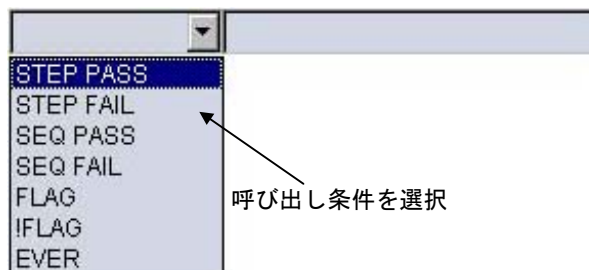 STEP PASS
STEP FAIL
SEQ PASS
SEQ FAIL
FLAG
呼び出し条件を選択
!FLAG
EVER